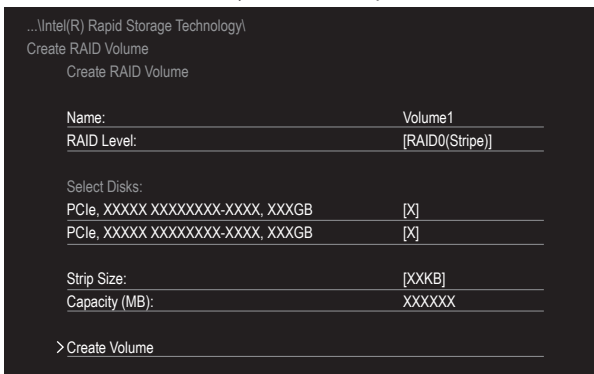 ...\Intel(R) Rapid Storage Technology\
Create RAID Volume
Create RAID Volume
Name: Volume1
RAID Level: [RAID0(Stripe)]
Select Disks:
PCIe, XXXXX XXXXXXXX-XXXX, XXXGB [X]
PCIe, XXXXX XXXXXXXX-XXXX, XXXGB [X]
Strip Size: [XXKB]
Capacity (MB): XXXXXX
>Create Volume